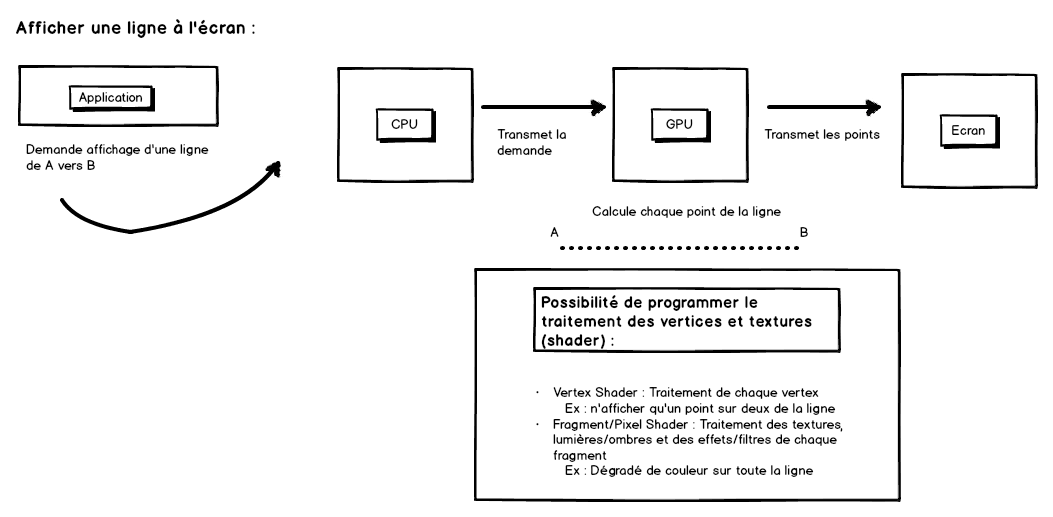 Afficher une ligne à l'écran :
Application
Demande affichage d'une ligne
de A vers B
CPU
Transmet la
demande
GPU
Transmet les points
Ecran
Calcule chaque point de la ligne
A
B
Possibilité de programmer le
traitement des vertices et textures
(shader) :
· Vertex Shader : Traitement de chaque vertex
Ex : n'afficher qu'un point sur deux de la ligne
· Fragment/Pixel Shader : Traitement des textures,
lumières/ombres et des effets/filtres de chaque
fragment
Ex : Dégradé de couleur sur toute la ligne